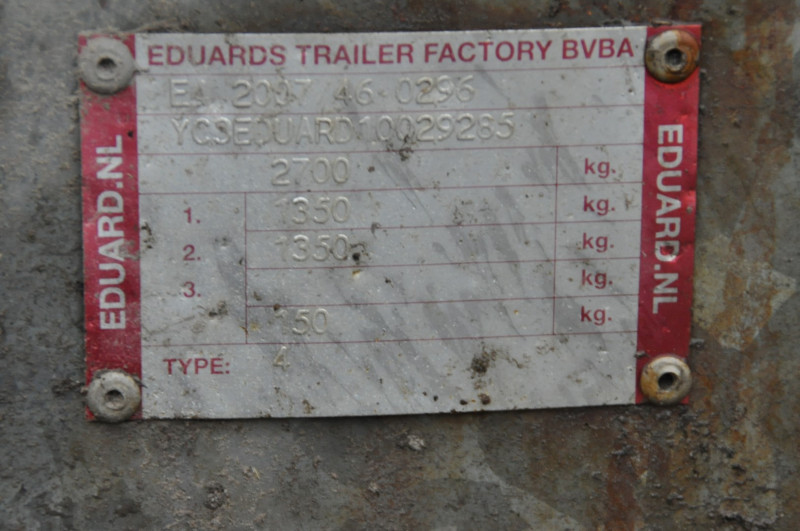 EDUARDS TRAILER FACTORY BVBA
E4 2007/46 0296
YC3EDUARD10029285
2700 kg.
1. 1350 kg.
2. 1350 kg.
3. kg.
150 kg.
TYPE: 4
EDUARD.NL
EDUARD.NL